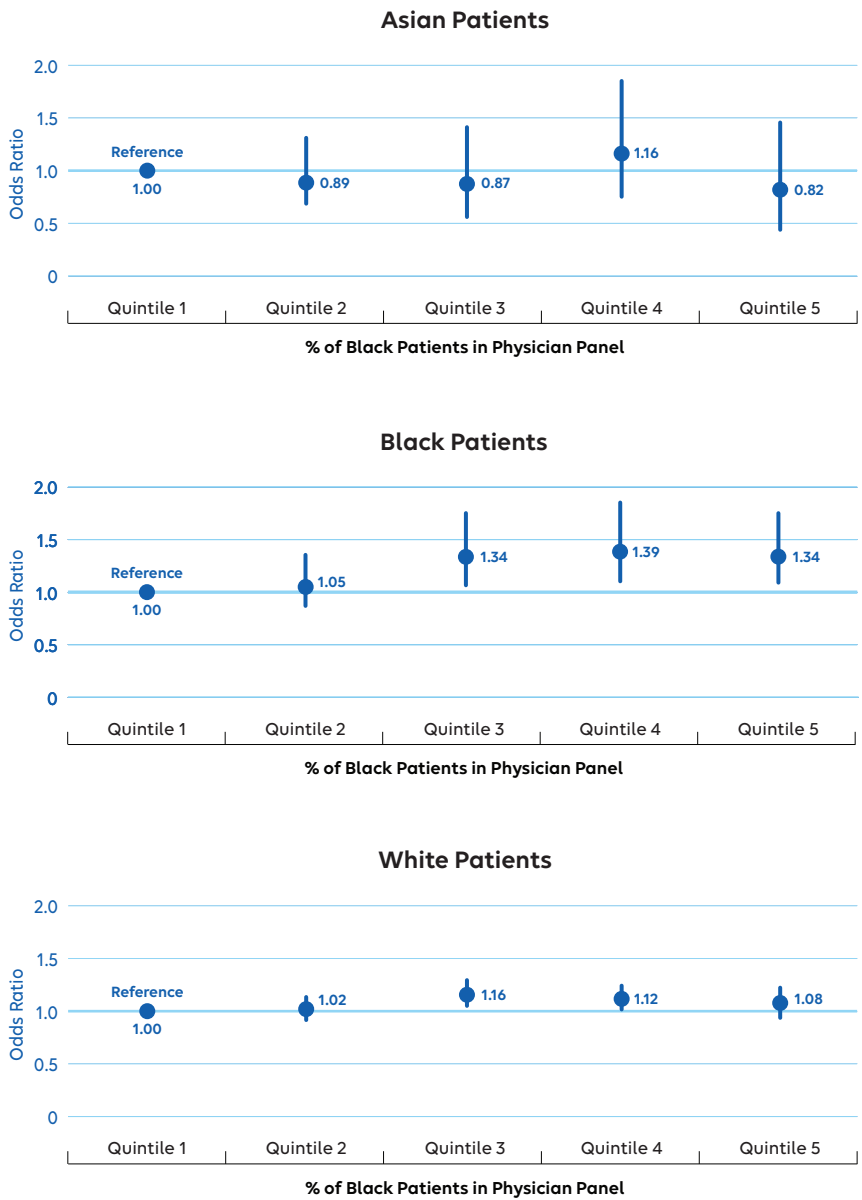 Asian Patients
Odds Ratio
2.0
1.5
1.0
0.5
0
Reference
1.00
0.89
0.87
1.16
0.82
Quintile 1 Quintile 2 Quintile 3 Quintile 4 Quintile 5
% of Black Patients in Physician Panel
Black Patients
Odds Ratio
2.0
1.5
1.0
0.5
0
Reference
1.00
1.05
1.34
1.39
1.34
Quintile 1 Quintile 2 Quintile 3 Quintile 4 Quintile 5
% of Black Patients in Physician Panel
White Patients
Odds Ratio
2.0
1.5
1.0
0.5
0
Reference
1.00
1.02
1.16
1.12
1.08
Quintile 1 Quintile 2 Quintile 3 Quintile 4 Quintile 5
% of Black Patients in Physician Panel